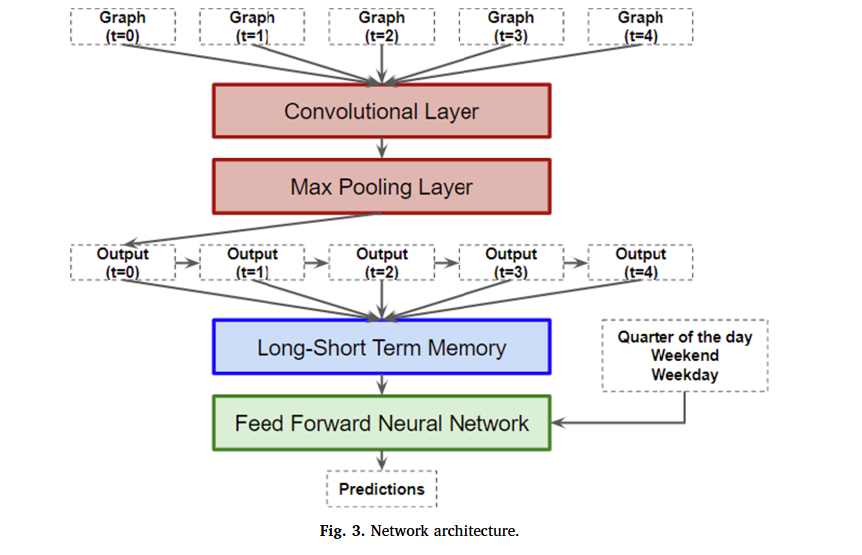 Graph Graph Graph Graph Graph
(t=0) (t=1) (t=2) (t=3) (t=4)
Convolutional Layer
Max Pooling Layer
Output Output Output Output Output
(t=0) (t=1) (t=2) (t=3) (t=4)
Long-Short Term Memory
Quarter of the day
Weekend
Weekday
Feed Forward Neural Network
Predictions
Fig. 3. Network architecture.